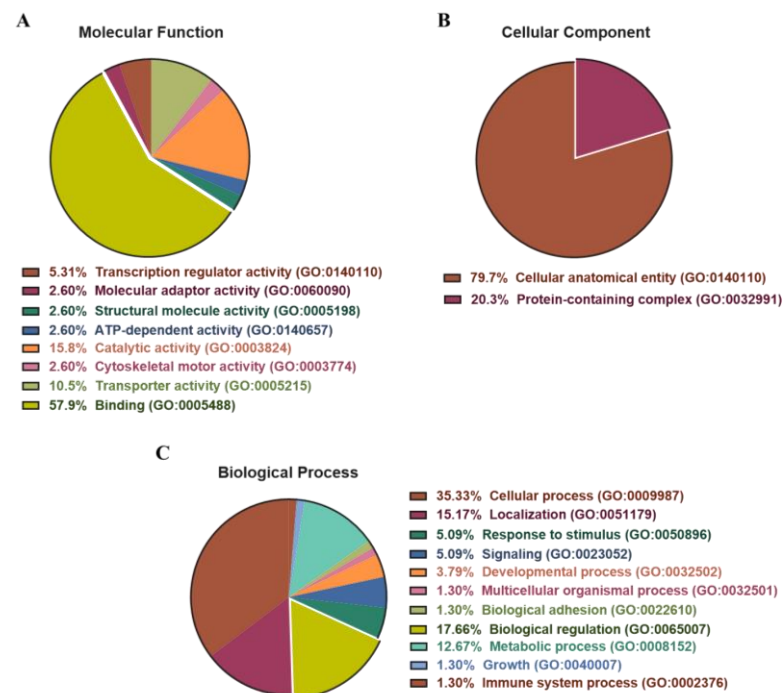 A
Molecular Function
5.31% Transcription regulator activity (GO:0140110)
2.60% Molecular adaptor activity (GO:0060090)
2.60% Structural molecule activity (GO:0005198)
2.60% ATP-dependent activity (GO:0140657)
15.8% Catalytic activity (GO:0003824)
2.60% Cytoskeletal motor activity (GO:0003774)
10.5% Transporter activity (GO:0005215)
57.9% Binding (GO:0005488)
B
Cellular Component
79.7% Cellular anatomical entity (GO:0140110)
20.3% Protein-containing complex (GO:0032991)
C
Biological Process
35.33% Cellular process (GO:0009987)
15.17% Localization (GO:0051179)
5.09% Response to stimulus (GO:0050896)
5.09% Signaling (GO:0023052)
3.79% Developmental process (GO:0032502)
1.30% Multicellular organismal process (GO:0032501)
1.30% Biological adhesion (GO:0022610)
17.66% Biological regulation (GO:0065007)
12.67% Metabolic process (GO:0008152)
1.30% Growth (GO:0040007)
1.30% Immune system process (GO:0002376)